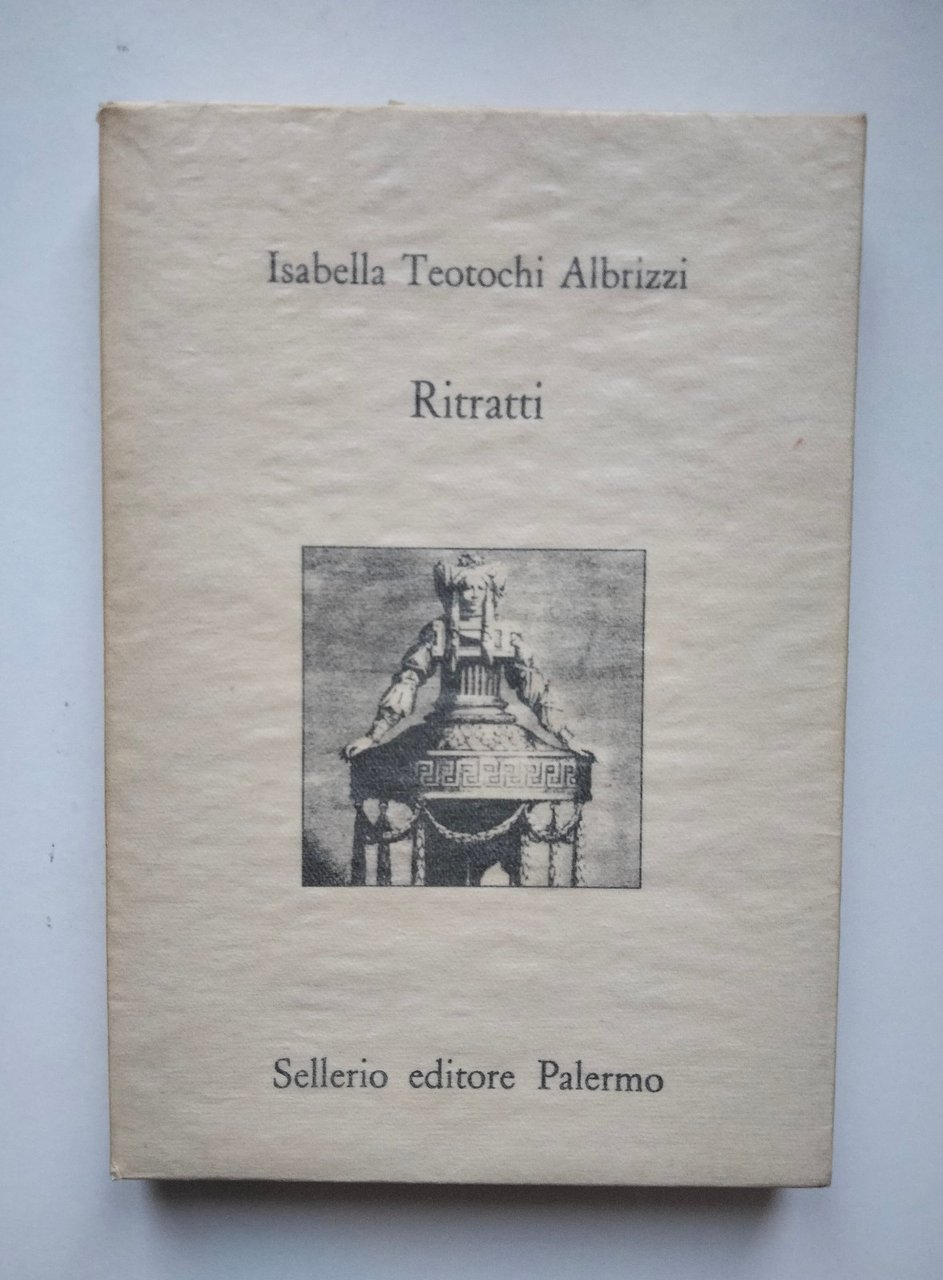 Isabella Teotochi Albrizzi
Ritratti
Sellerio editore Palermo